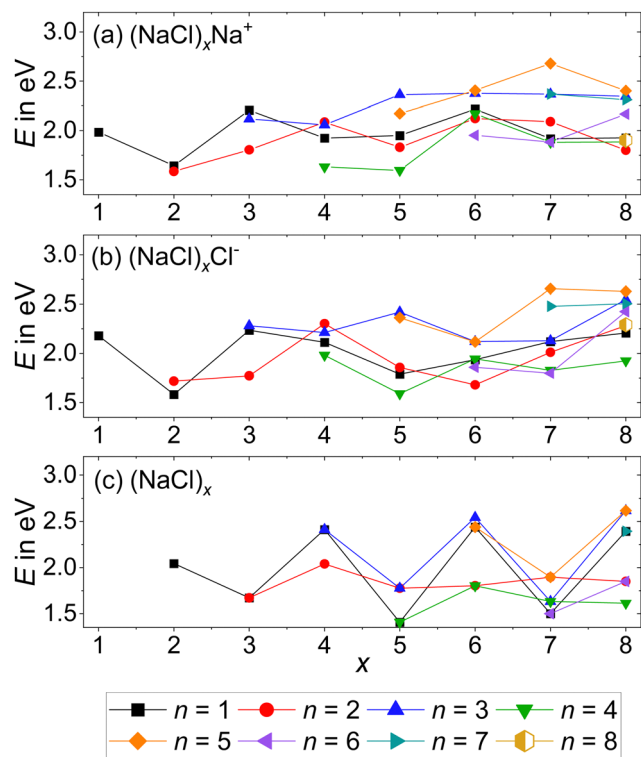 (a) (NaCl)ₓNa⁺
E in eV
3.0
2.5
2.0
1.5
1 2 3 4 5 6 7 8
(b) (NaCl)ₓCl⁻
E in eV
3.0
2.5
2.0
1.5
1 2 3 4 5 6 7 8
(c) (NaCl)ₓ
E in eV
3.0
2.5
2.0
1.5
1 2 3 4 5 6 7 8
x
n = 1 n = 2 n = 3 n = 4
n = 5 n = 6 n = 7 n = 8